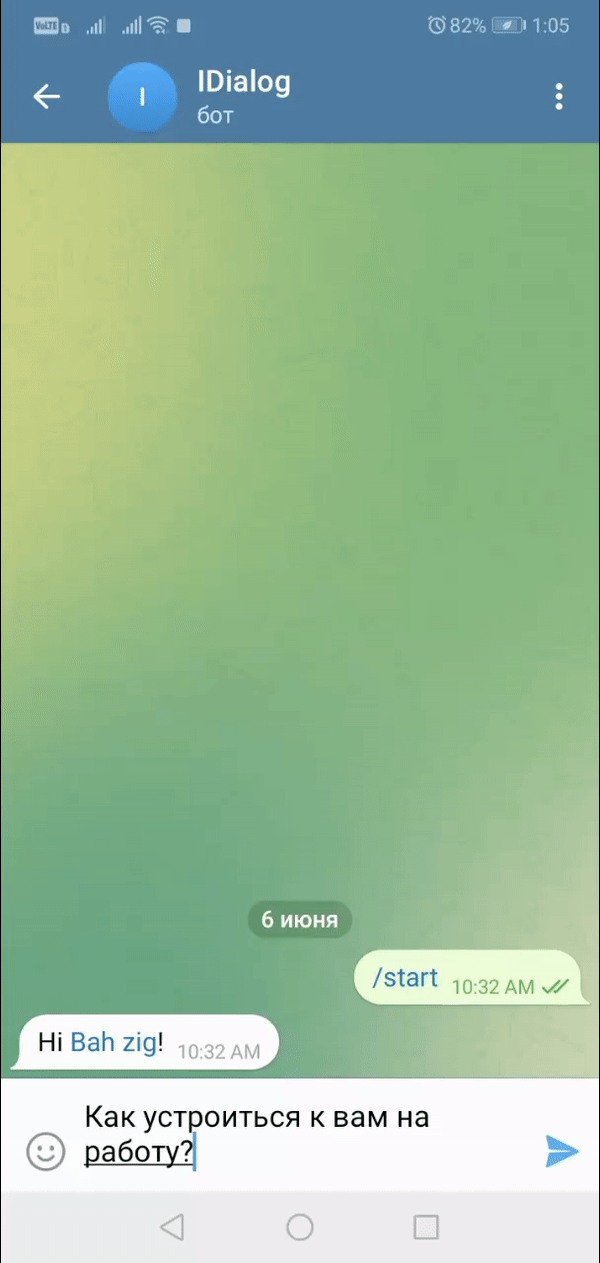 VoLTE D 82% 1:05
I
IDialog
бот
6 июня
/start 10:32 AM
Hi Bah zig! 10:32 AM
Как устроиться к вам на
работу?